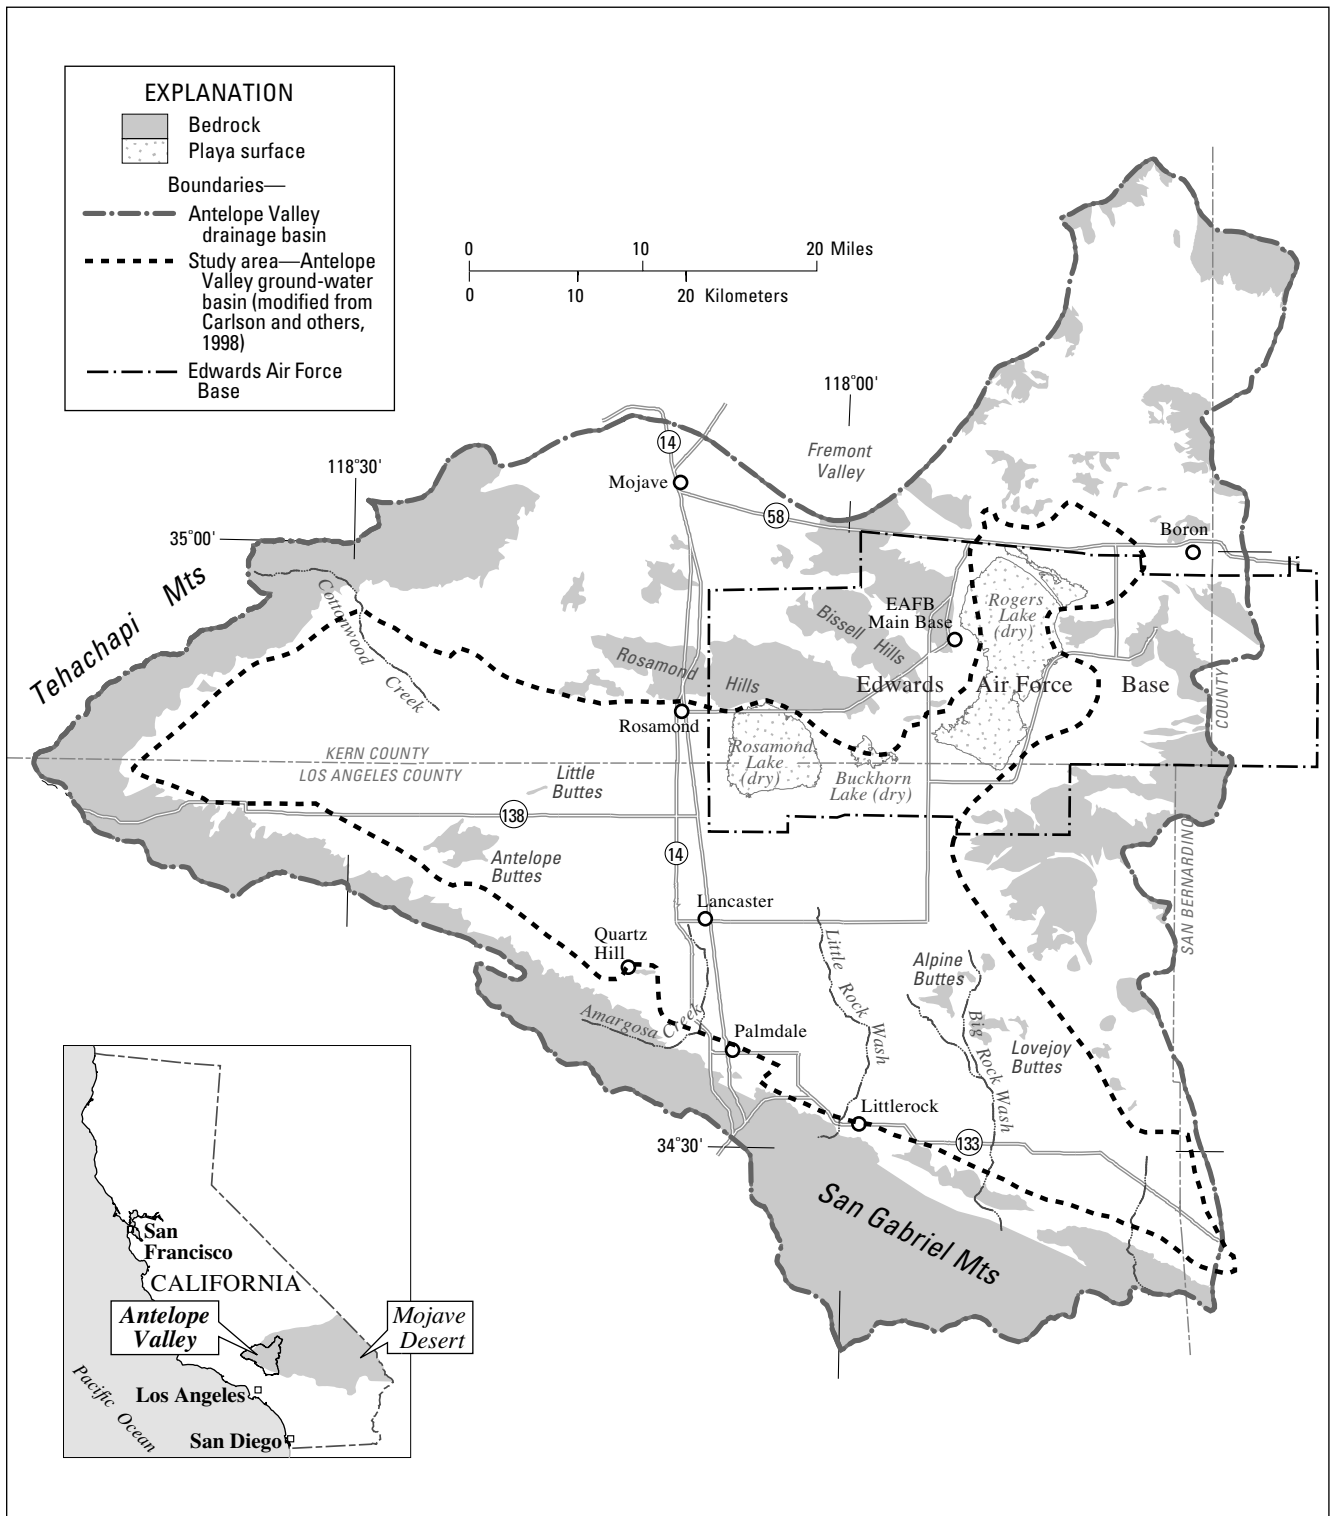 EXPLANATION
Bedrock
Playa surface
Boundaries—
Antelope Valley
drainage basin
Study area—Antelope
Valley ground-water
basin (modified from
Carlson and others,
1998)
Edwards Air Force
Base
0 10 20 Miles
0 10 20 Kilometers
118°00'
Fremont
Valley
14
Mojave
118°30'
58
Boron
35°00'
Tehachapi Mts
Cottonwood
Creek
EAFB
Main Base
Rogers
Lake
(dry)
Bissell Hills
Rosamond Hills
Edwards Air Force Base
Rosamond
COUNTY
KERN COUNTY
LOS ANGELES COUNTY
Rosamond
Lake
(dry)
Buckhorn
Lake (dry)
Little
Buttes
138
Antelope
Buttes
14
SAN BERNARDINO
Lancaster
Quartz
Hill
Little Rock Wash
Alpine
Buttes
Amargosa Creek
Palmdale
Big Rock Wash
Lovejoy
Buttes
Littlerock
133
34°30'
San Gabriel Mts
San
Francisco
CALIFORNIA
Antelope
Valley
Mojave
Desert
Los Angeles
Pacific Ocean
San Diego